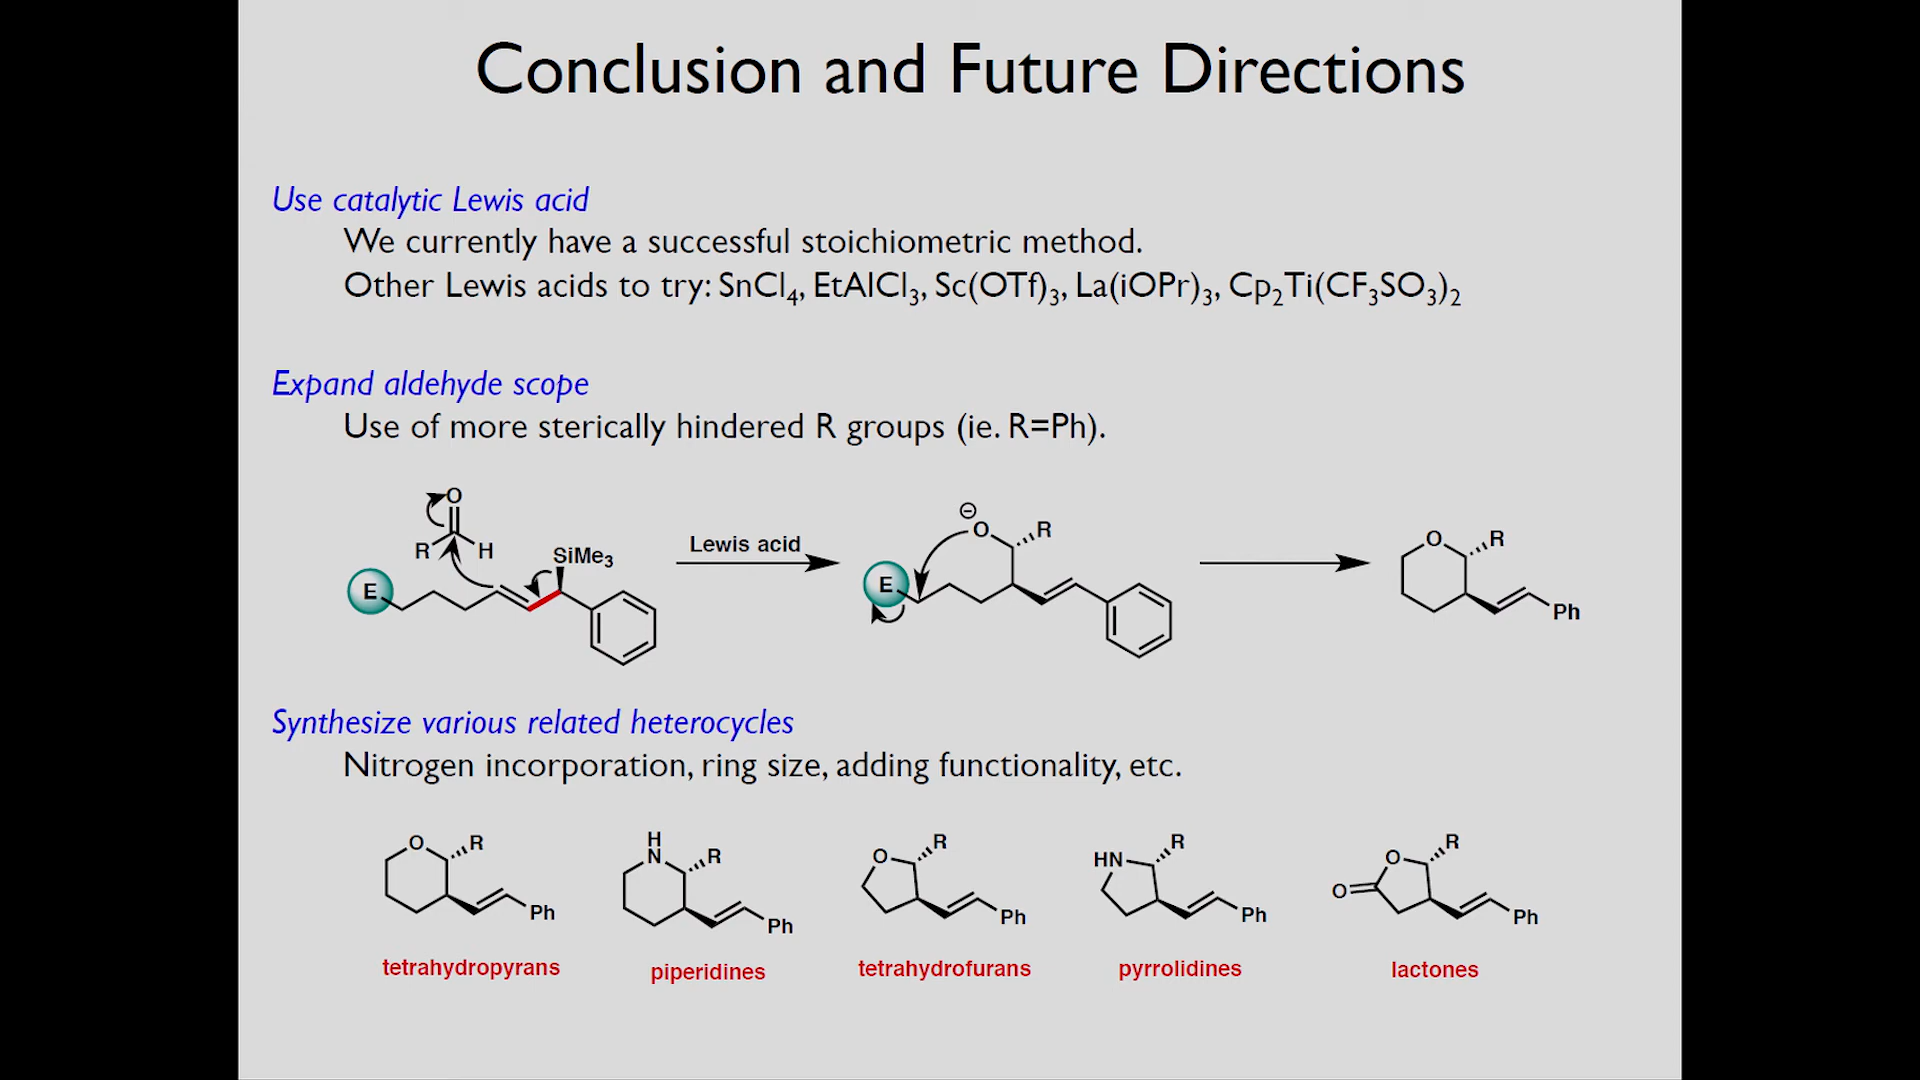 Conclusion and Future Directions
Use catalytic Lewis acid
We currently have a successful stoichiometric method.
Other Lewis acids to try: SnCl₄, EtAlCl₃, Sc(OTf)₃, La(iOPr)₃, Cp₂Ti(CF₃SO₃)₂
Expand aldehyde scope
Use of more sterically hindered R groups (ie. R=Ph).
O
R H
SiMe₃
E
Lewis acid
⊖
O R
E
O R
Ph
Synthesize various related heterocycles
Nitrogen incorporation, ring size, adding functionality, etc.
O R
Ph
tetrahydropyrans
H
N R
Ph
piperidines
O R
Ph
tetrahydrofurans
HN R
Ph
pyrrolidines
O O R
Ph
lactones